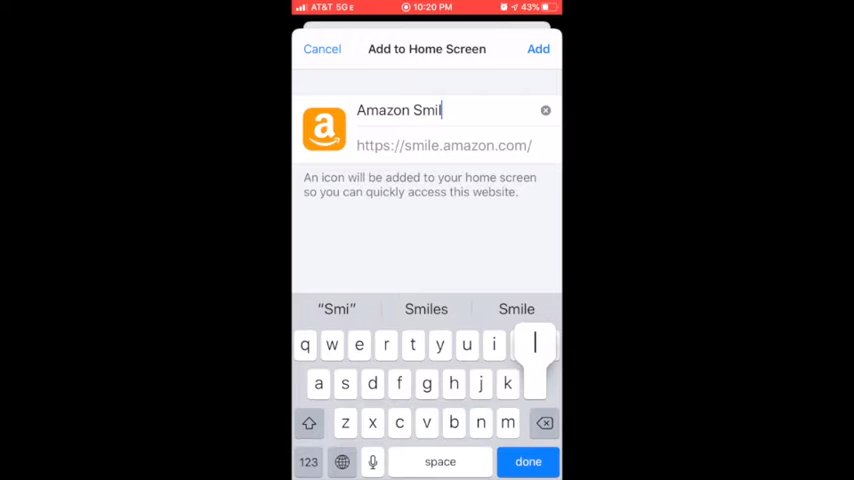 AT&T 5GE 10:20 PM 43%
Cancel Add to Home Screen Add
Amazon Smil
https://smile.amazon.com/
An icon will be added to your home screen
so you can quickly access this website.
“Smi” Smiles Smile
q w e r t y u i l
a s d f g h j k
z x c v b n m
123 space done